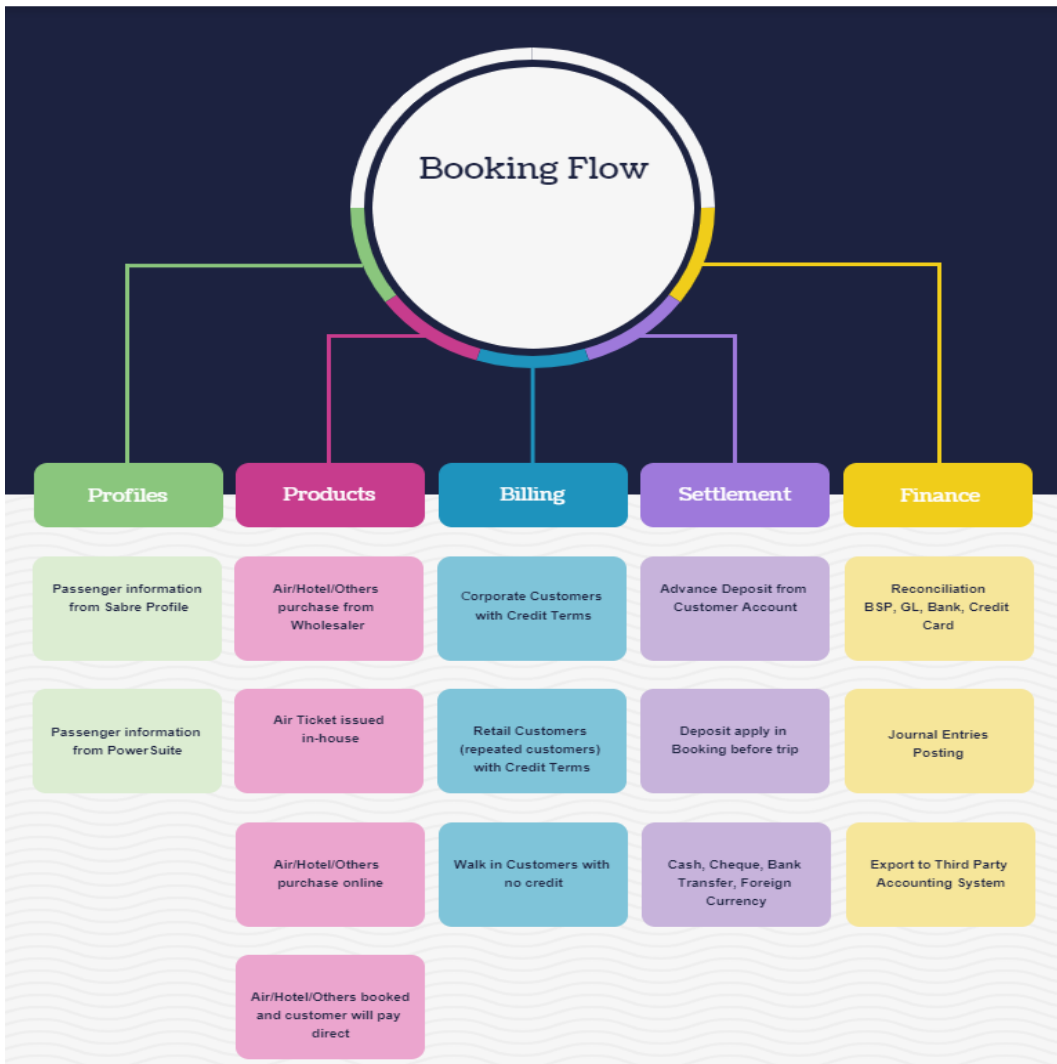 Booking Flow
Profiles
Products
Billing
Settlement
Finance
Passenger information
from Sabre Profile
Air/Hotel/Others
purchase from
Wholesaler
Corporate Customers
with Credit Terms
Advance Deposit from
Customer Account
Reconciliation
BSP, GL, Bank, Credit
Card
Passenger information
from PowerSuite
Air Ticket issued
in-house
Retail Customers
(repeated customers)
with Credit Terms
Deposit apply in
Booking before trip
Journal Entries
Posting
Air/Hotel/Others
purchase online
Walk in Customers with
no credit
Cash, Cheque, Bank
Transfer, Foreign
Currency
Export to Third Party
Accounting System
Air/Hotel/Others booked
and customer will pay
direct